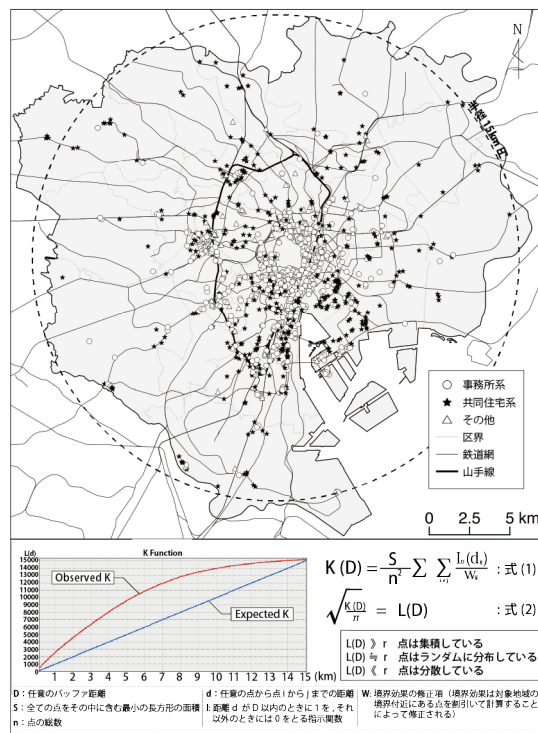 N
半径 15km 圏
事務所系
共同住宅系
その他
区界
鉄道網
山手線
0 2.5 5 km
L(d)
K Function
15000
14000
13000
12000
11000
10000
9000
8000
7000
6000
5000
4000
3000
2000
1000
0
Observed K
Expected K
1 2 3 4 5 6 7 8 9 10 11 12 13 14 15 (km)
K (D) = S/n² ∑ ∑ I_D(d_ij)/W_ij : 式 (1)
√K(D)/π = L(D) : 式 (2)
L(D) 》 r 点は集積している
L(D) ≒ r 点はランダムに分布している
L(D) 《 r 点は分散している
D：任意のバッファ距離
S：全ての点をその中に含む最小の長方形の面積
n：点の総数
d：任意の点から点 i から j までの距離
I：距離 d が D 以内のときに 1 を、それ
以外のときには 0 をとる指示関数
W：境界効果の修正項（境界効果は対象地域の
境界付近にある点を割引いて計算すること
によって修正される）